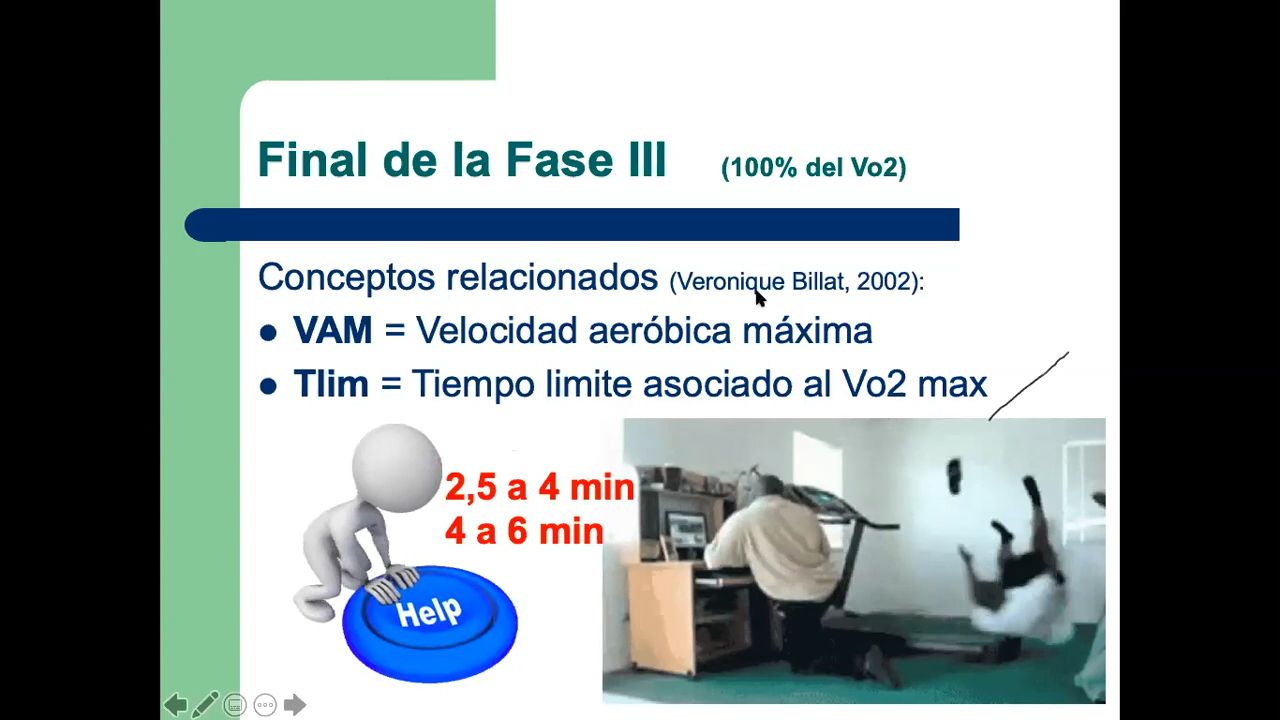 Final de la Fase III (100% del Vo2)
Conceptos relacionados (Veronique Billat, 2002):
● VAM = Velocidad aeróbica máxima
● Tlim = Tiempo limite asociado al Vo2 max
2,5 a 4 min
4 a 6 min
Help